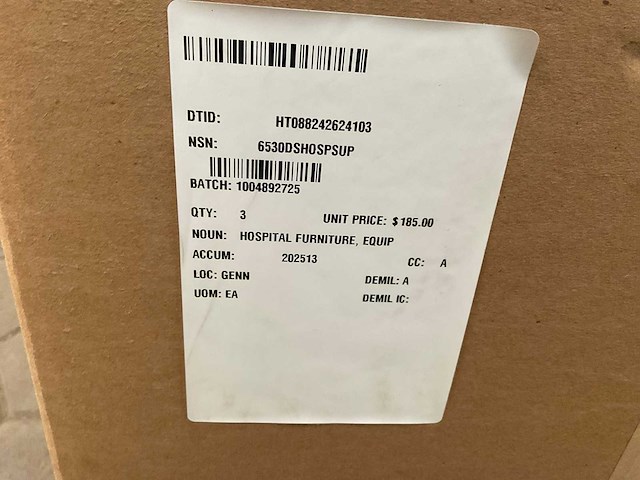 DTID: HT088242624103
NSN: 6530DSHOSPSUP
BATCH: 1004892725
QTY: 3 UNIT PRICE: $185.00
NOUN: HOSPITAL FURNITURE, EQUIP
ACCUM: 202513 CC: A
LOC: GENN DEMIL: A
UOM: EA DEMIL IC: